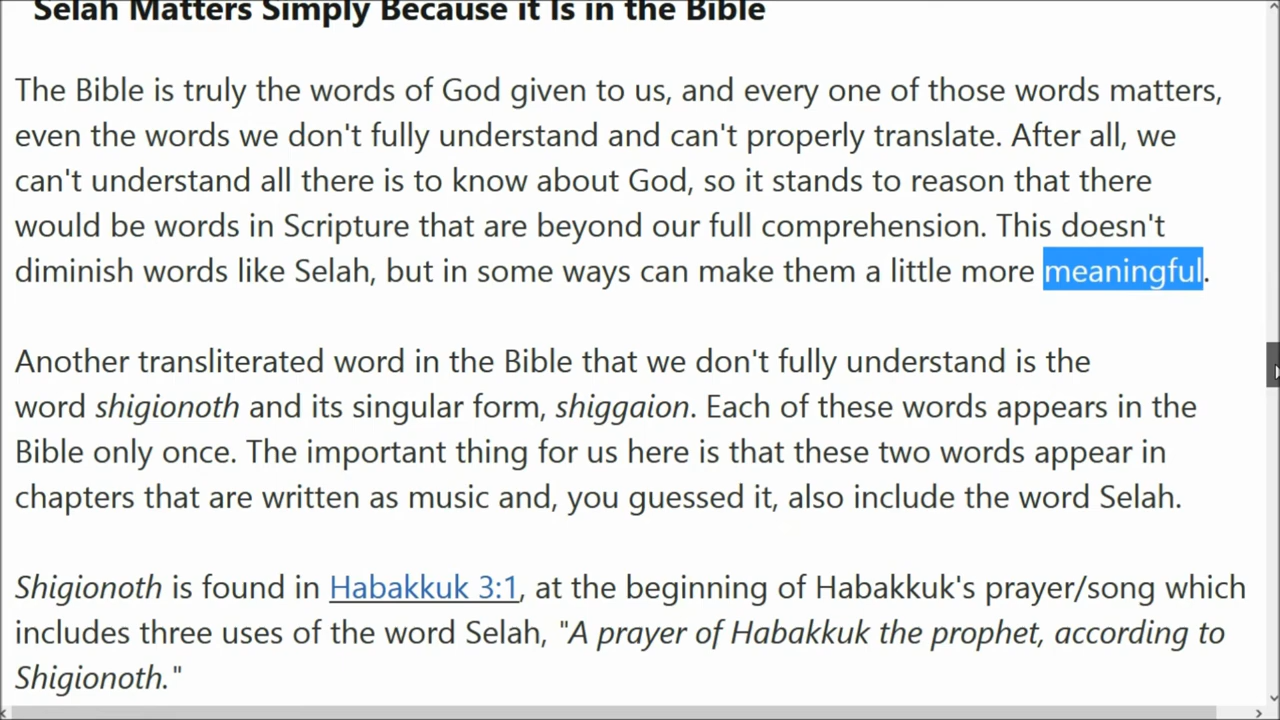 Selah Matters Simply Because it Is in the Bible
The Bible is truly the words of God given to us, and every one of those words matters,
even the words we don't fully understand and can't properly translate. After all, we
can't understand all there is to know about God, so it stands to reason that there
would be words in Scripture that are beyond our full comprehension. This doesn't
diminish words like Selah, but in some ways can make them a little more meaningful.
Another transliterated word in the Bible that we don't fully understand is the
word shigionoth and its singular form, shiggaion. Each of these words appears in the
Bible only once. The important thing for us here is that these two words appear in
chapters that are written as music and, you guessed it, also include the word Selah.
Shigionoth is found in Habakkuk 3:1, at the beginning of Habakkuk's prayer/song which
includes three uses of the word Selah, "A prayer of Habakkuk the prophet, according to
Shigionoth."